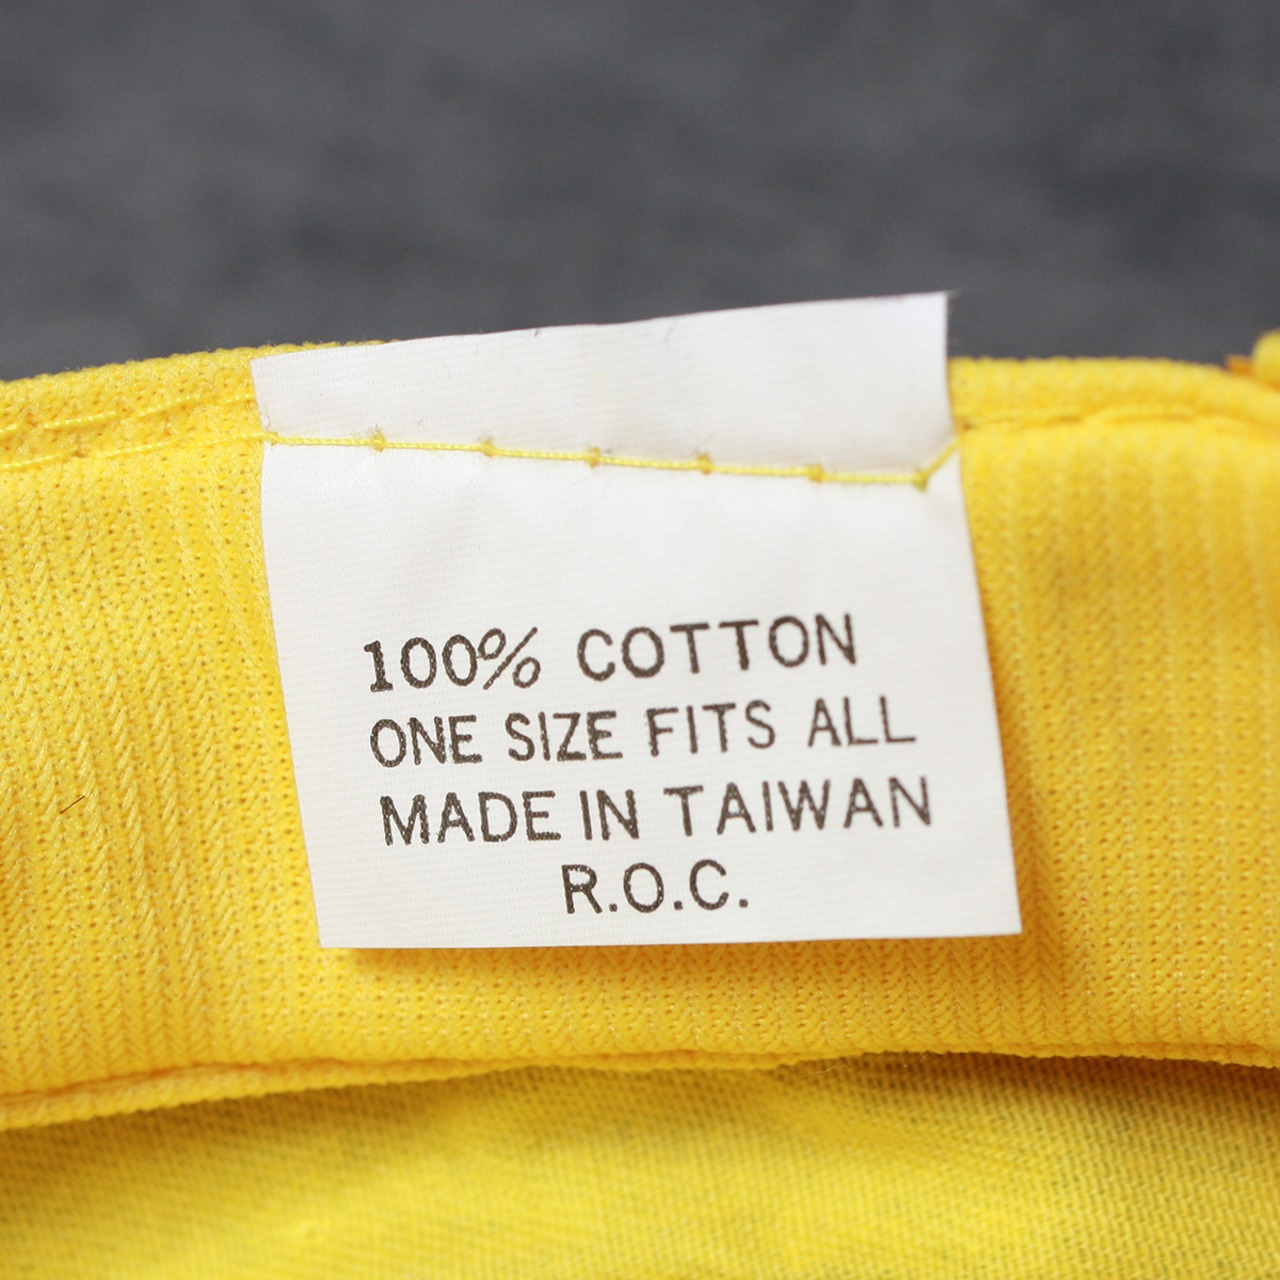 100% COTTON
ONE SIZE FITS ALL
MADE IN TAIWAN
R.O.C.